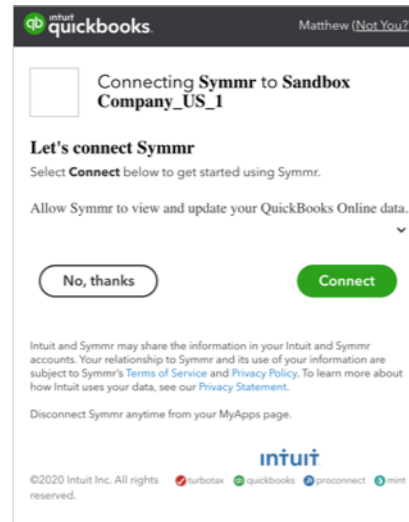 intuit
qb quickbooks. Matthew (Not You?
Connecting Symmr to Sandbox
Company_US_1
Let's connect Symmr
Select Connect below to get started using Symmr.
Allow Symmr to view and update your QuickBooks Online data.
No, thanks Connect
Intuit and Symmr may share the information in your Intuit and Symmr
accounts. Your relationship to Symmr and its use of your information are
subject to Symmr's Terms of Service and Privacy Policy. To learn more about
how Intuit uses your data, see our Privacy Statement.
Disconnect Symmr anytime from your MyApps page.
intuit
©2020 Intuit Inc. All rights turbotax quickbooks proconnect mint
reserved.